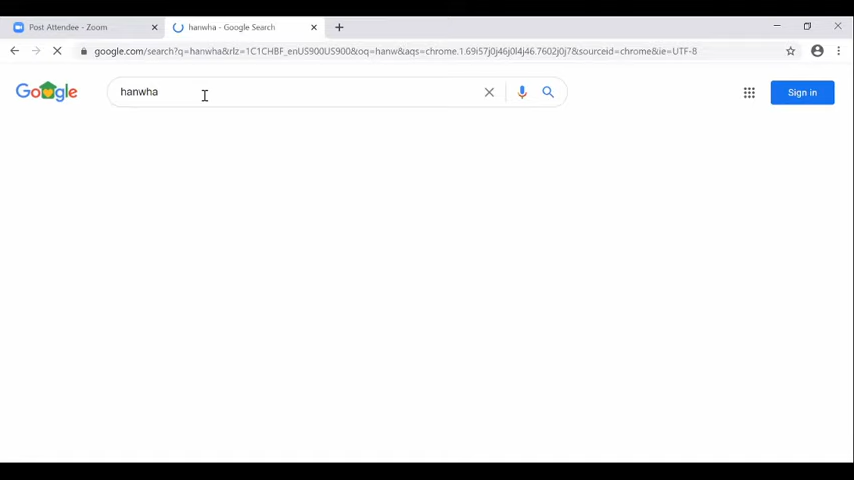 Post Attendee - Zoom
hanwha - Google Search
google.com/search?q=hanwha&rlz=1C1CHBF_enUS900US900&oq=hanw&aqs=chrome.1.69i57j0j46j0l4j46.7602j0j7&sourceid=chrome&ie=UTF-8
Google
hanwha
Sign in